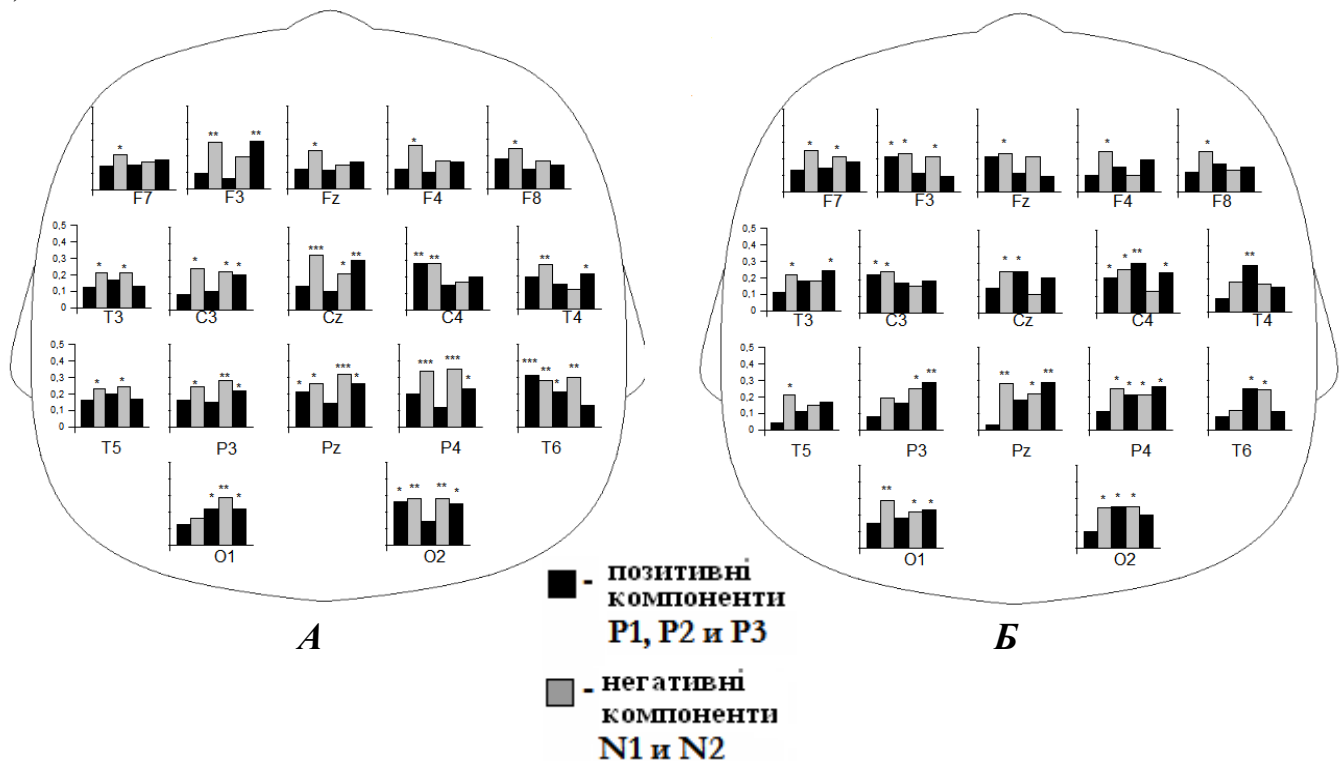 * ** ** * * *
F7 F3 Fz F4 F8
* * * * * * *
F7 F3 Fz F4 F8
0,5
0,4
0,3
0,2
0,1
0
* * * * * *** * ** ** ** ** *
T3 C3 Cz C4 T4
0,5
0,4
0,3
0,2
0,1
0
* * * * * * * * ** * **
T3 C3 Cz C4 T4
0,5
0,4
0,3
0,2
0,1
0
* * * ** * * * *** * *** *** * *** ** * **
T5 P3 Pz P4 T6
0,5
0,4
0,3
0,2
0,1
0
* * ** ** * ** * * * * * *
T5 P3 Pz P4 T6
* ** * * ** ** *
O1 O2
** * * * * *
O1 O2
- позитивні
компоненти
P1, P2 и P3
А
Б
- негативні
компоненти
N1 и N2